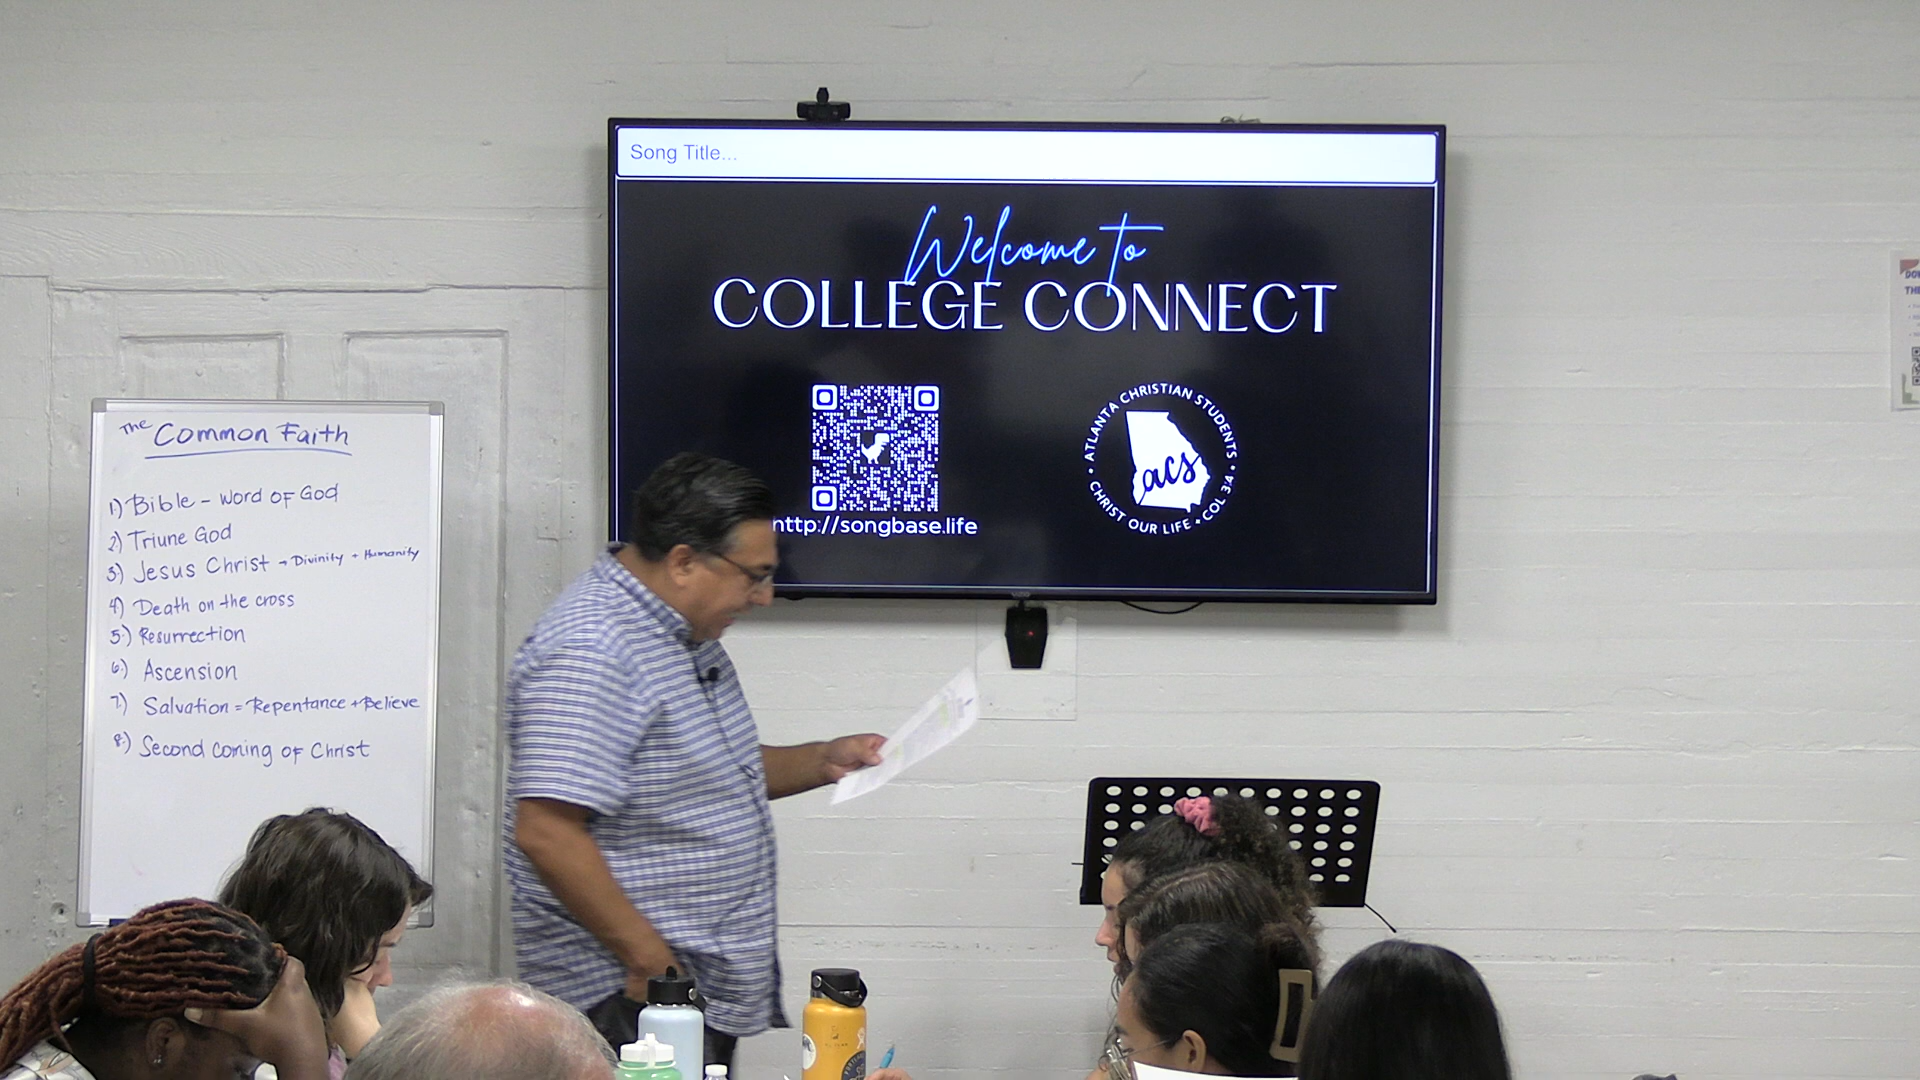 Song Title...
Welcome to
COLLEGE CONNECT
http://songbase.life
• ATLANTA CHRISTIAN STUDENTS • CHRIST OUR LIFE • COL 3:4
acs
The Common Faith
1) Bible - Word of God
2) Triune God
3) Jesus Christ → Divinity + Humanity
4) Death on the cross
5.) Resurrection
6.) Ascension
7.) Salvation = Repentance + Believe
8.) Second coming of Christ